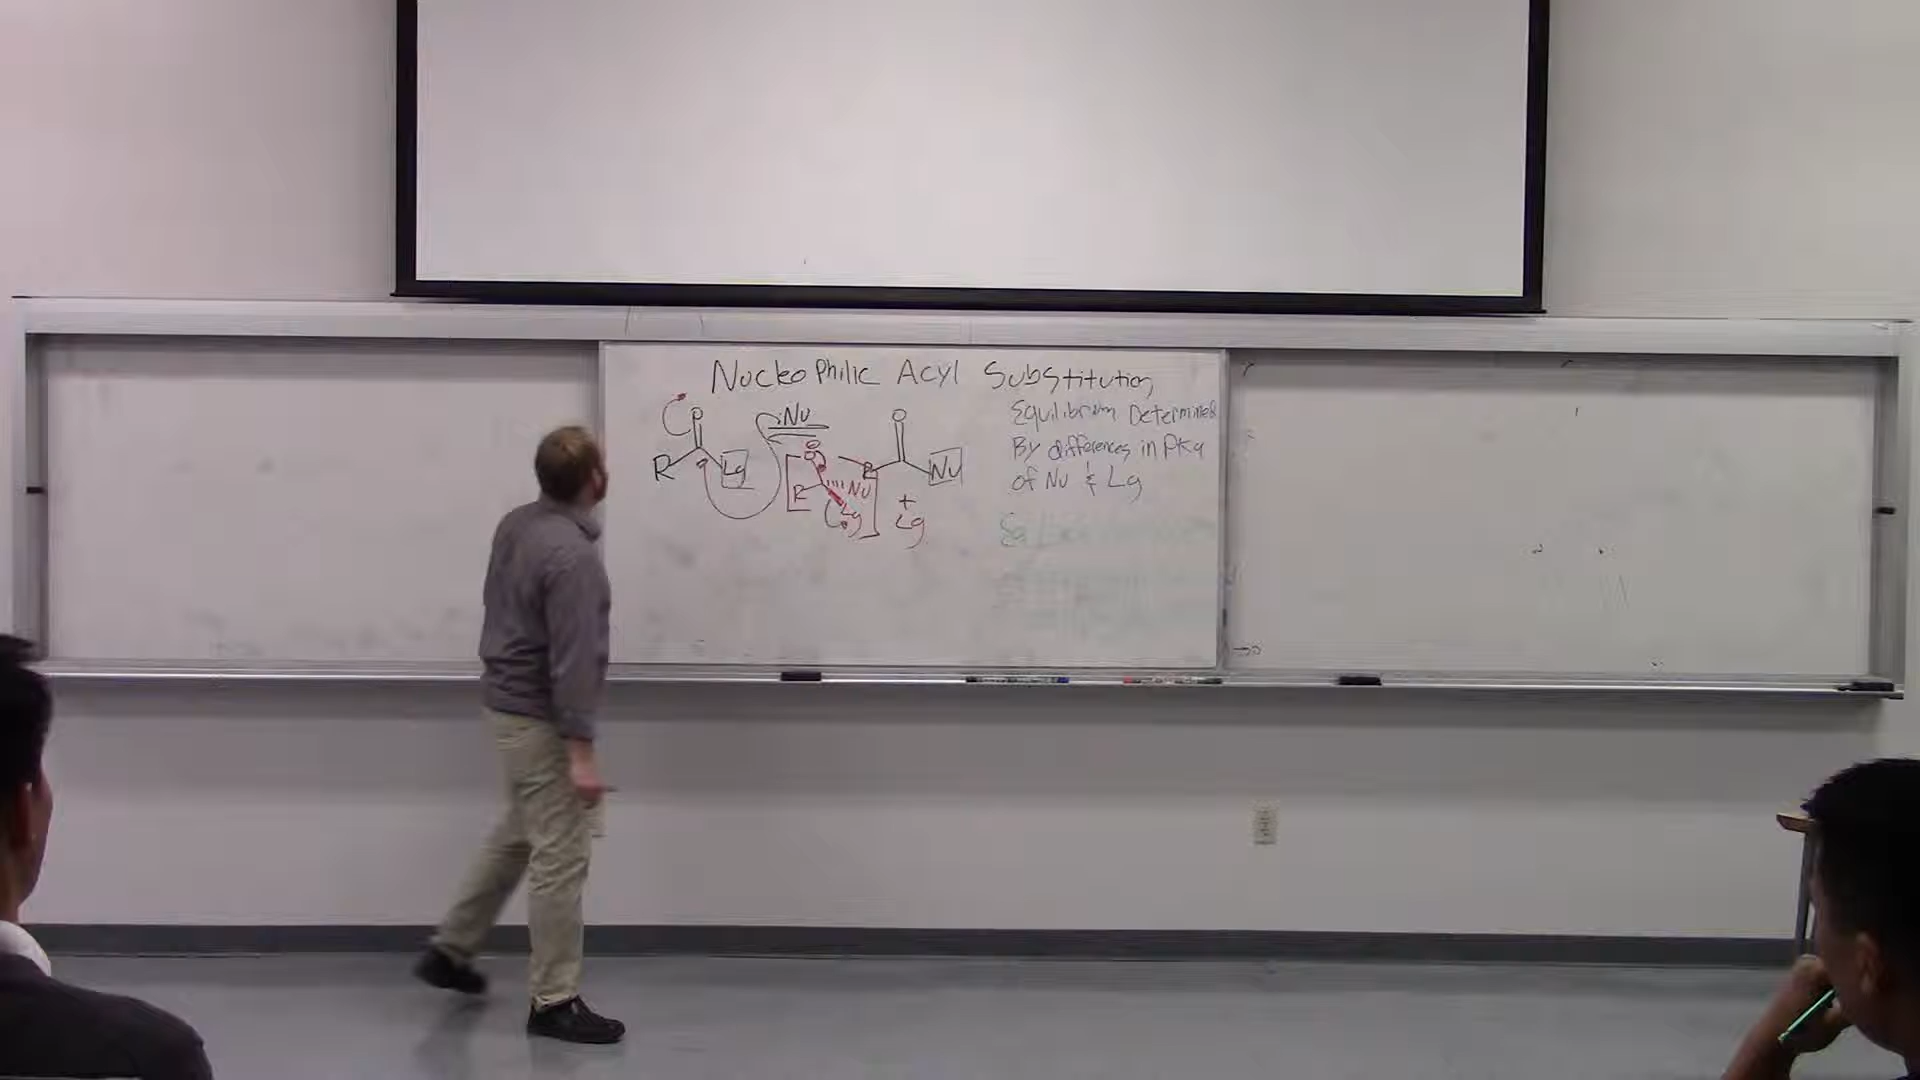 Nucleophilic Acyl Substitution
O
R Lg
:Nu
O
R Nu
Lg
O
R Nu
+
Lg
Equilibrium Determined
By differences in PKa
of Nu & Lg